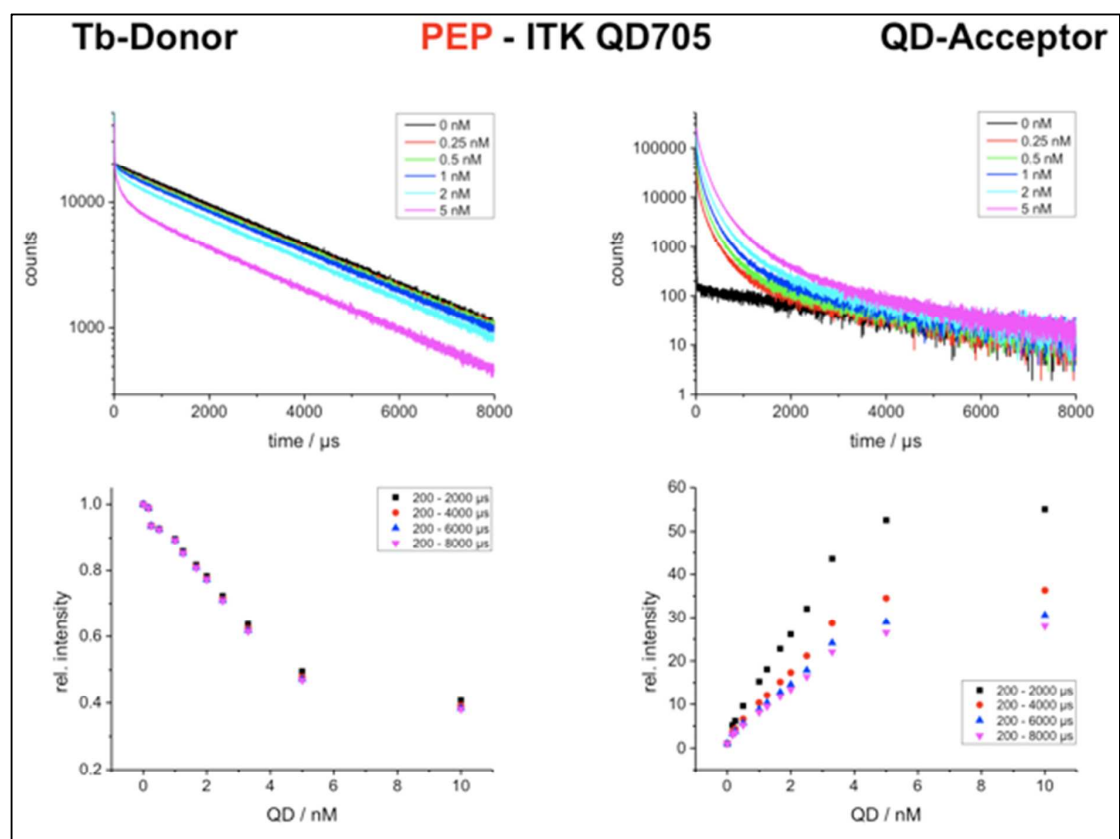 Tb-Donor PEP - ITK QD705 QD-Acceptor
0 nM
0.25 nM
0.5 nM
1 nM
2 nM
5 nM
10000
1000
counts
0 2000 4000 6000 8000
time / µs
0 nM
0.25 nM
0.5 nM
1 nM
2 nM
5 nM
100000
10000
1000
100
10
1
counts
0 2000 4000 6000 8000
time / µs
200 - 2000 µs
200 - 4000 µs
200 - 6000 µs
200 - 8000 µs
1.0
0.8
0.6
0.4
0.2
rel. intensity
0 2 4 6 8 10
QD / nM
60
50
40
30
20
10
0
rel. intensity
200 - 2000 µs
200 - 4000 µs
200 - 6000 µs
200 - 8000 µs
0 2 4 6 8 10
QD / nM